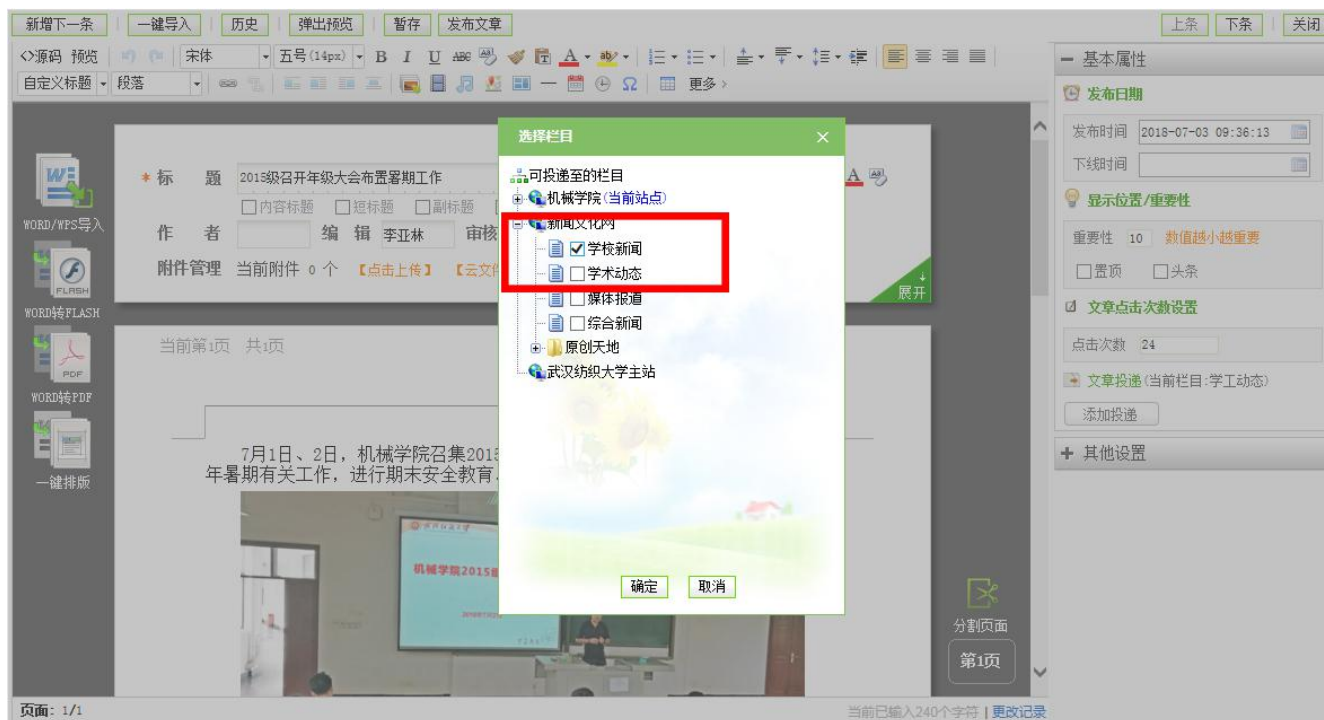 新增下一条 一键导入 历史 弹出预览 暂存 发布文章 上条 下条 关闭
<>源码 预览 宋体 五号(14px) B I U ABC A ab 更多 >
自定义标题 段落 Ω
基本属性
发布日期
发布时间 2018-07-03 09:36:13
下线时间
显示位置/重要性
重要性 10 数值越小越重要
置顶 头条
文章点击次数设置
点击次数 24
文章投递(当前栏目:学工动态)
添加投递
其他设置
WORD/WPS导入
FLASH
WORD转FLASH
PDF
WORD转PDF
一键排版
* 标 题 2015级召开年级大会布置暑期工作
内容标题 短标题 副标题
作 者 编 辑 李亚林 审核
附件管理 当前附件 0 个 【点击上传】 【云文件
展开
当前第1页 共1页
7月1日、2日，机械学院召集2015
年暑期有关工作，进行期末安全教育
机械学院2015级
选择栏目 ×
可投递至的栏目
机械学院(当前站点)
新闻文化网
学校新闻
学术动态
媒体报道
综合新闻
原创天地
武汉纺织大学主站
确定 取消
分割页面
第1页
页面: 1/1 当前已输入240个字符 | 更改记录